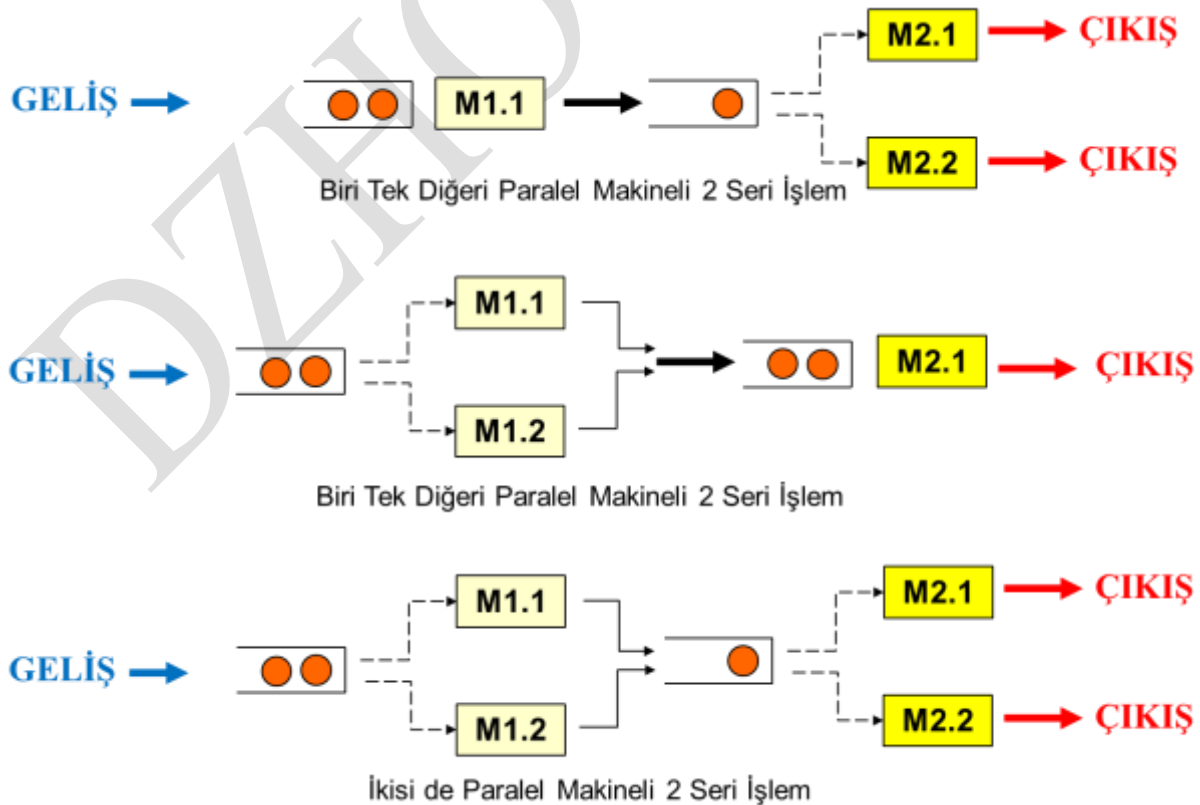 M2.1 ÇIKIŞ
GELİŞ M1.1
M2.2 ÇIKIŞ
Biri Tek Diğeri Paralel Makineli 2 Seri İşlem
M1.1
GELİŞ M2.1 ÇIKIŞ
M1.2
Biri Tek Diğeri Paralel Makineli 2 Seri İşlem
M1.1 M2.1 ÇIKIŞ
GELİŞ
M1.2 M2.2 ÇIKIŞ
İkisi de Paralel Makineli 2 Seri İşlem
DZHO